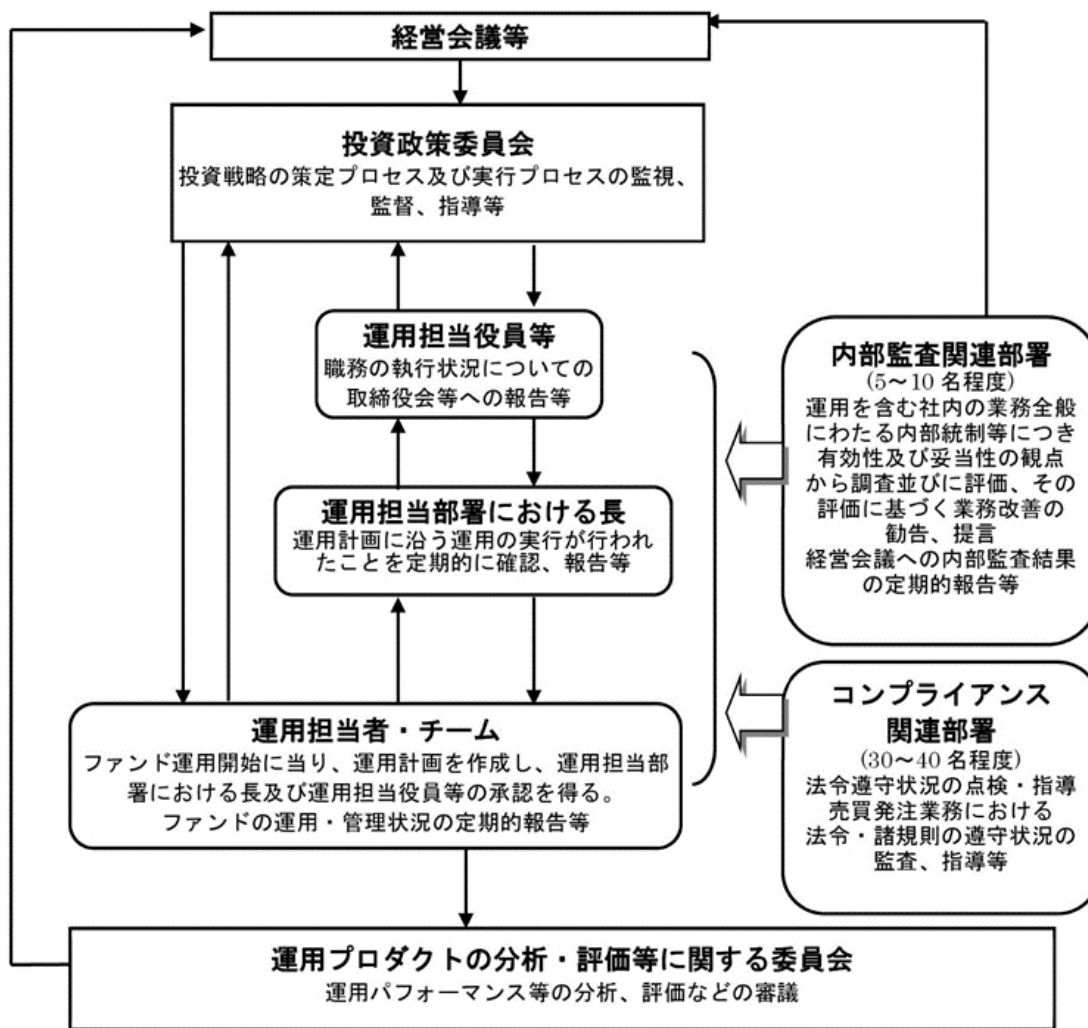 経営会議等
投資政策委員会
投資戦略の策定プロセス及び実行プロセスの監視、
監督、指導等
運用担当役員等
職務の執行状況についての
取締役会等への報告等
運用担当部署における長
運用計画に沿う運用の実行が行われ
たことを定期的に確認、報告等
運用担当者・チーム
ファンド運用開始に当り、運用計画を作成し、運用担当部
署における長及び運用担当役員等の承認を得る。
ファンドの運用・管理状況の定期的報告等
内部監査関連部署
(5～10 名程度)
運用を含む社内の業務全般
にわたる内部統制等につき
有効性及び妥当性の観点
から調査並びに評価、その
評価に基づく業務改善の
勧告、提言
経営会議への内部監査結果
の定期的報告等
コンプライアンス
関連部署
(30～40 名程度)
法令遵守状況の点検・指導
売買発注業務における
法令・諸規則の遵守状況の
監査、指導等
運用プロダクトの分析・評価等に関する委員会
運用パフォーマンス等の分析、評価などの審議